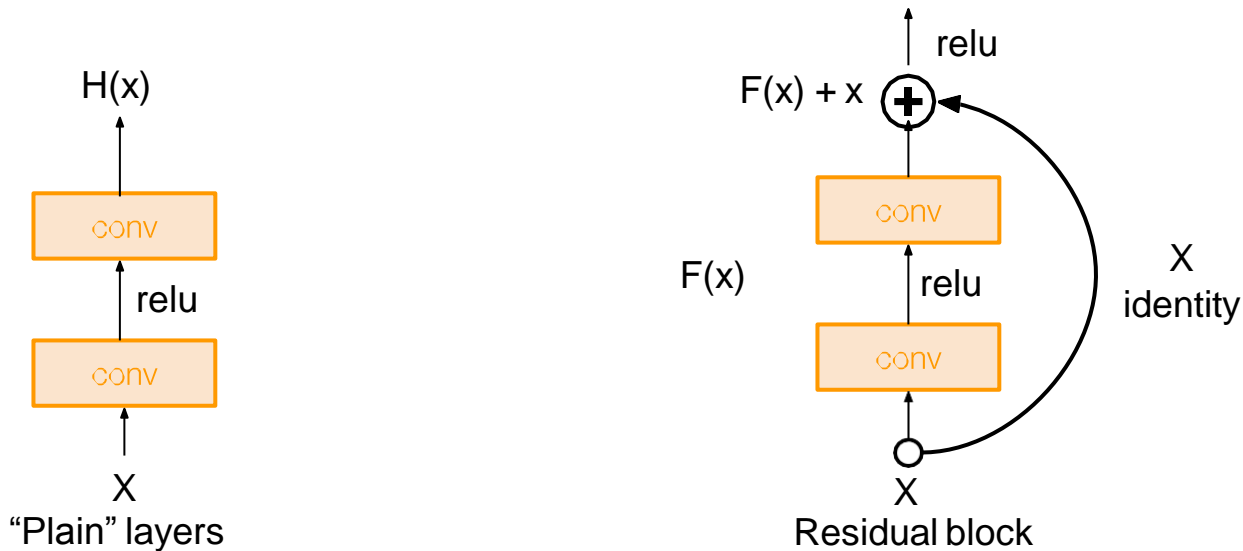 H(x)
conv
relu
conv
X
“Plain” layers
relu
F(x) + x
conv
F(x)
relu
X
identity
conv
X
Residual block